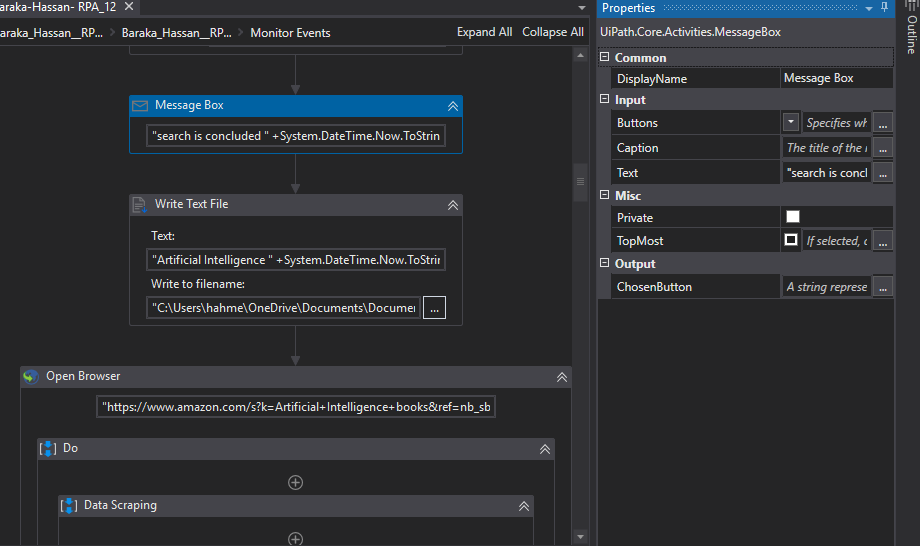 araka-Hassan- RPA_12
araka_Hassan__RP... > Baraka_Hassan__RP... > Monitor Events
Expand All Collapse All
Message Box
"search is concluded " +System.DateTime.Now.ToStrin
Write Text File
Text:
"Artificial Intelligence " +System.DateTime.Now.ToStrin
Write to filename:
"C:\Users\hahme\OneDrive\Documents\Documer
...
Open Browser
"https://www.amazon.com/s?k=Artificial+Intelligence+books&ref=nb_sb
Do
Data Scraping
Properties
UiPath.Core.Activities.MessageBox
Common
DisplayName Message Box
Input
Buttons Specifies wh ...
Caption The title of the i ...
Text "search is concl ...
Misc
Private
TopMost If selected, a ...
Output
ChosenButton A string represe ...
Outline